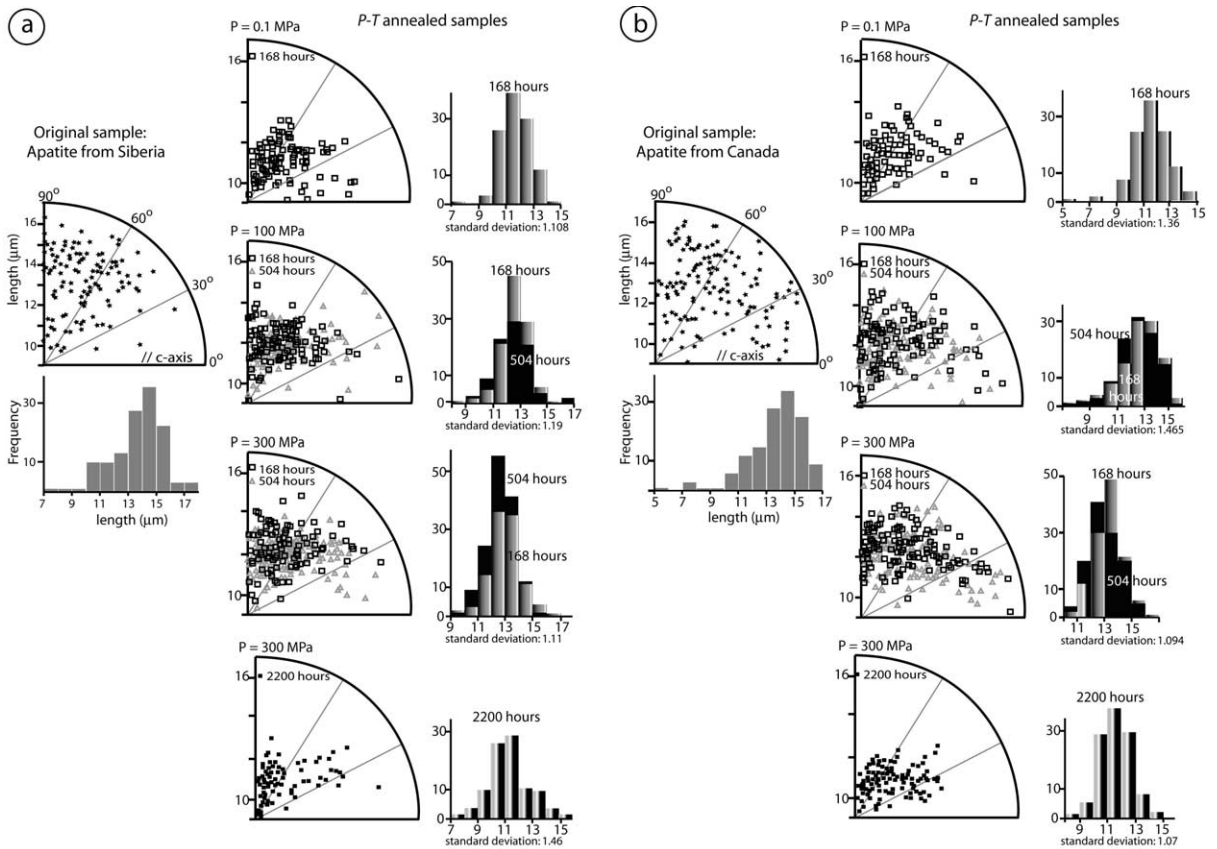 a
P-T annealed samples
P = 0.1 MPa
16
168 hours
10
168 hours
30
20
10
0
7 9 11 13 15
standard deviation: 1.108
Original sample:
Apatite from Siberia
90°
60°
30°
0°
16
14
13
12
10
length (μm)
// c-axis
Frequency
30
10
7 9 11 13 15 17
length (μm)
P = 100 MPa
16
168 hours
504 hours
10
50
30
20
10
0
168 hours
504 hours
9 11 13 15 17
standard deviation: 1.19
P = 300 MPa
16
168 hours
504 hours
10
50
30
10
0
504 hours
168 hours
9 11 13 15 17
standard deviation: 1.11
P = 300 MPa
16
2200 hours
10
2200 hours
30
10
0
7 9 11 13 15
standard deviation: 1.46
b
P-T annealed samples
P = 0.1 MPa
16
168 hours
10
168 hours
30
20
10
0
5 7 9 11 13 15
standard deviation: 1.36
Original sample:
Apatite from Canada
90°
60°
30°
0°
16
14
13
12
10
9
length (μm)
// c-axis
Frequency
30
10
5 7 9 11 13 15 17
length (μm)
P = 100 MPa
16
168 hours
504 hours
10
30
10
0
504 hours
168
hours
9 11 13 15
standard deviation: 1.465
P = 300 MPa
16
168 hours
504 hours
10
50
30
20
10
0
168 hours
504 hours
11 13 15
standard deviation: 1.094
P = 300 MPa
16
2200 hours
10
2200 hours
30
10
0
9 11 13 15
standard deviation: 1.07